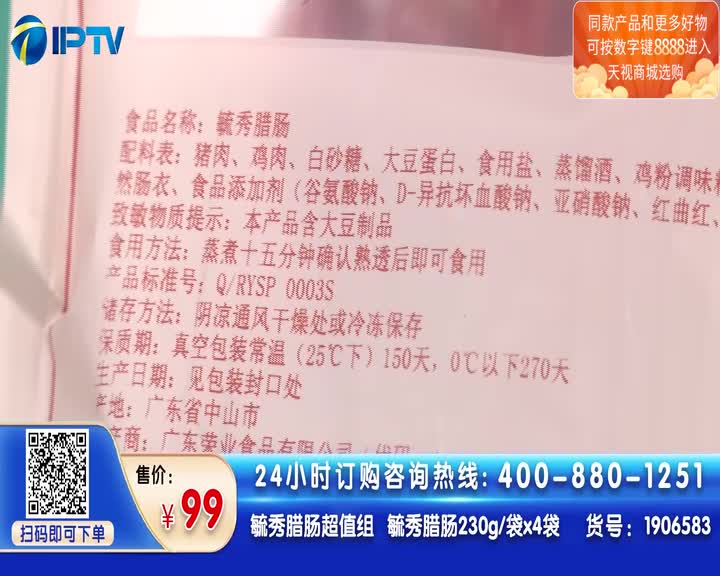 IPTV
同款产品和更多好物
可按数字键8888进入
天视商城选购
食品名称：毓秀腊肠
配料表：猪肉、鸡肉、白砂糖、大豆蛋白、食用盐、蒸馏酒、鸡粉调味料
然肠衣、食品添加剂（谷氨酸钠、D-异抗坏血酸钠、亚硝酸钠、红曲红、
致敏物质提示：本产品含大豆制品
食用方法：蒸煮十五分钟确认熟透后即可食用
产品标准号：Q/RYSP 0003S
储存方法：阴凉通风干燥处或冷冻保存
保质期：真空包装常温（25℃下）150天，0℃以下270天
生产日期：见包装封口处
产地：广东省中山市
产商：广东荣业食品有限公司
扫码即可下单
售价：
￥99
24小时订购咨询热线：400-880-1251
毓秀腊肠超值组 毓秀腊肠230g/袋x4袋 货号：1906583